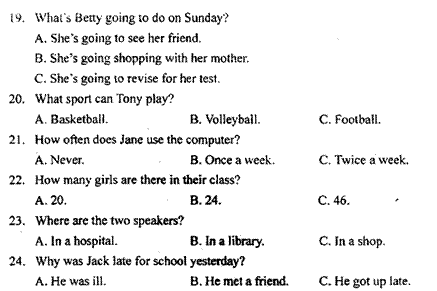 19. What's Betty going to do on Sunday?
A. She's going to see her friend.
B. She's going shopping with her mother.
C. She's going to revise for her test.
20. What sport can Tony play?
A. Basketball. B. Volleyball. C. Football.
21. How often does Jane use the computer?
A. Never. B. Once a week. C. Twice a week.
22. How many girls are there in their class?
A. 20. B. 24. C. 46.
23. Where are the two speakers?
A. In a hospital. B. In a library. C. In a shop.
24. Why was Jack late for school yesterday?
A. He was ill. B. He met a friend. C. He got up late.